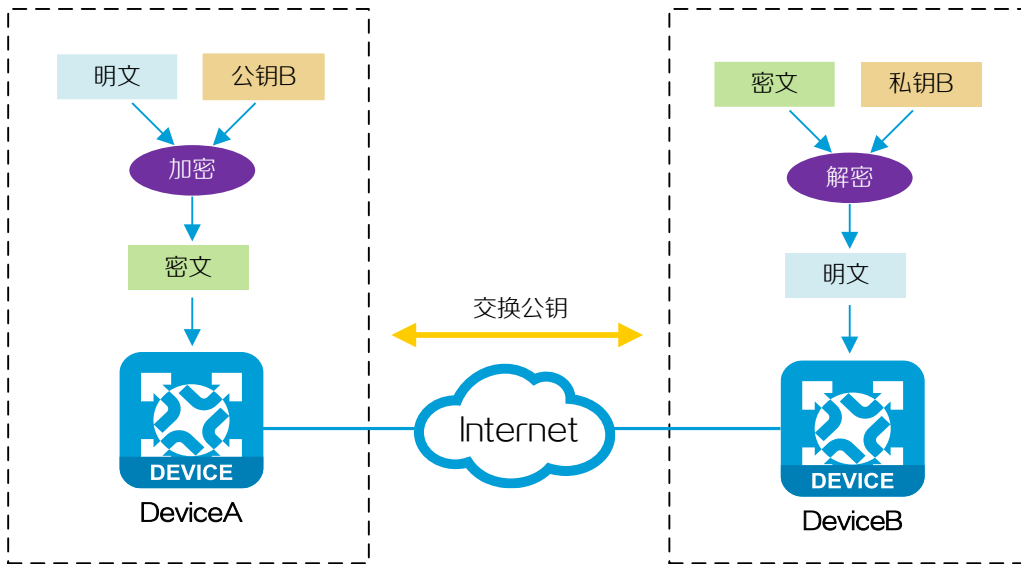 明文
公钥B
加密
密文
DEVICE
DeviceA
交换公钥
Internet
密文
私钥B
解密
明文
DEVICE
DeviceB